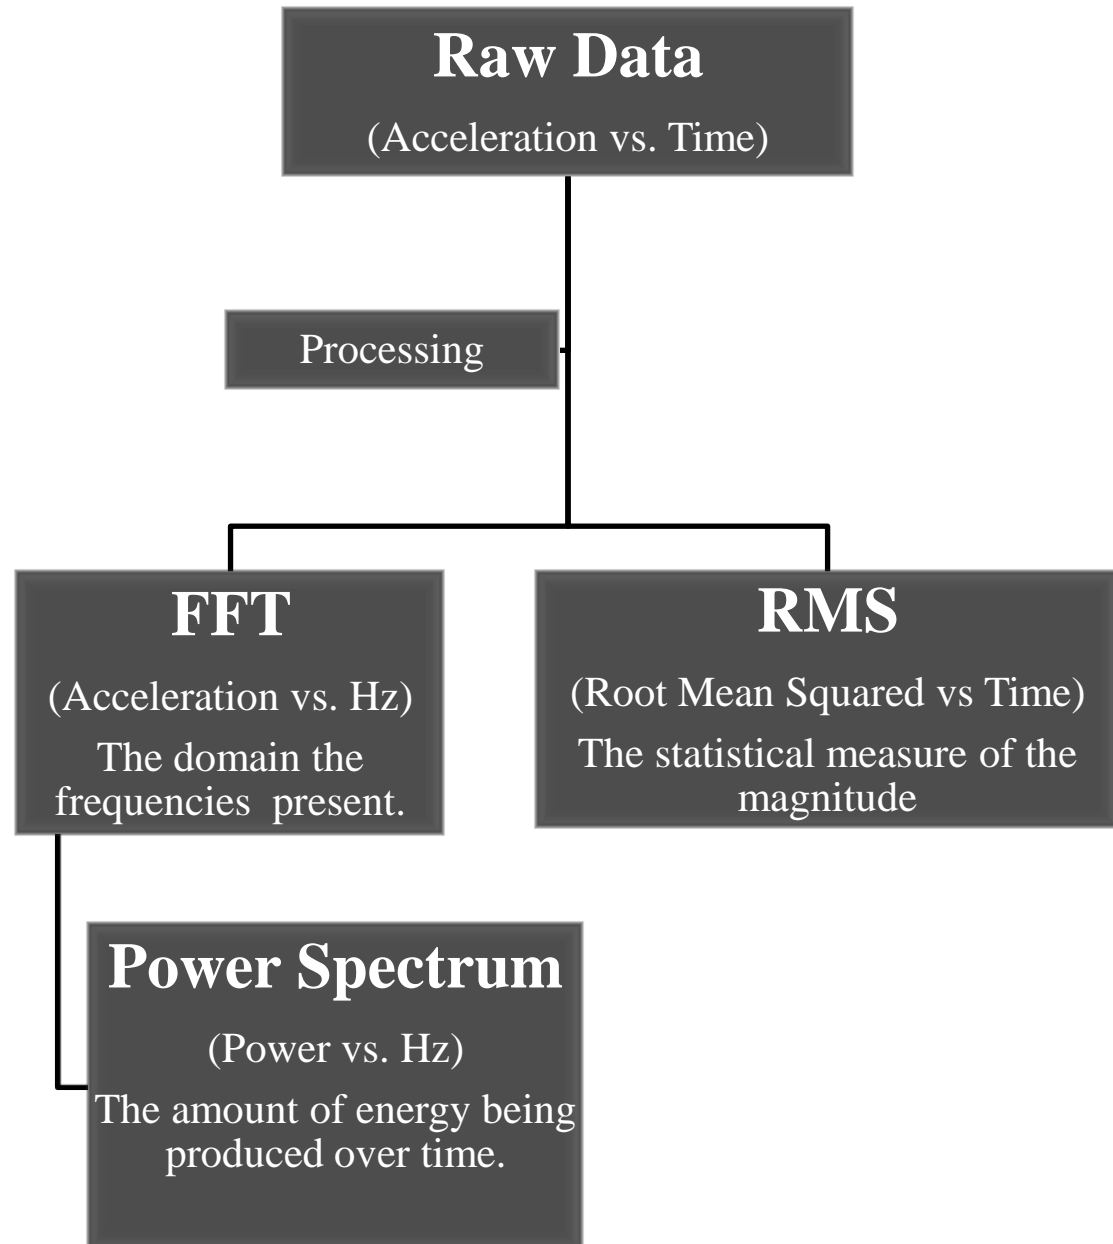 Raw Data
(Acceleration vs. Time)
Processing
FFT
(Acceleration vs. Hz)
The domain the
frequencies present.
RMS
(Root Mean Squared vs Time)
The statistical measure of the
magnitude
Power Spectrum
(Power vs. Hz)
The amount of energy being
produced over time.